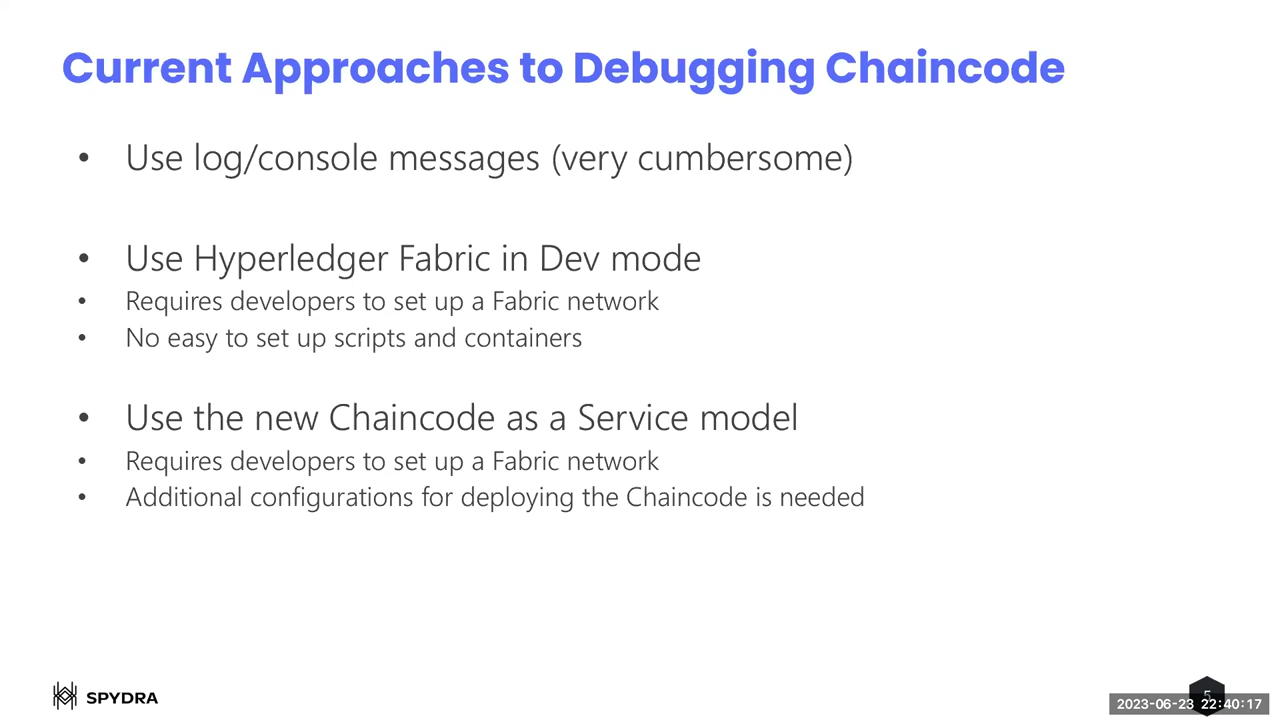 Current Approaches to Debugging Chaincode
• Use log/console messages (very cumbersome)
• Use Hyperledger Fabric in Dev mode
• Requires developers to set up a Fabric network
• No easy to set up scripts and containers
• Use the new Chaincode as a Service model
• Requires developers to set up a Fabric network
• Additional configurations for deploying the Chaincode is needed
SPYDRA
5
2023-06-23 22:40:17